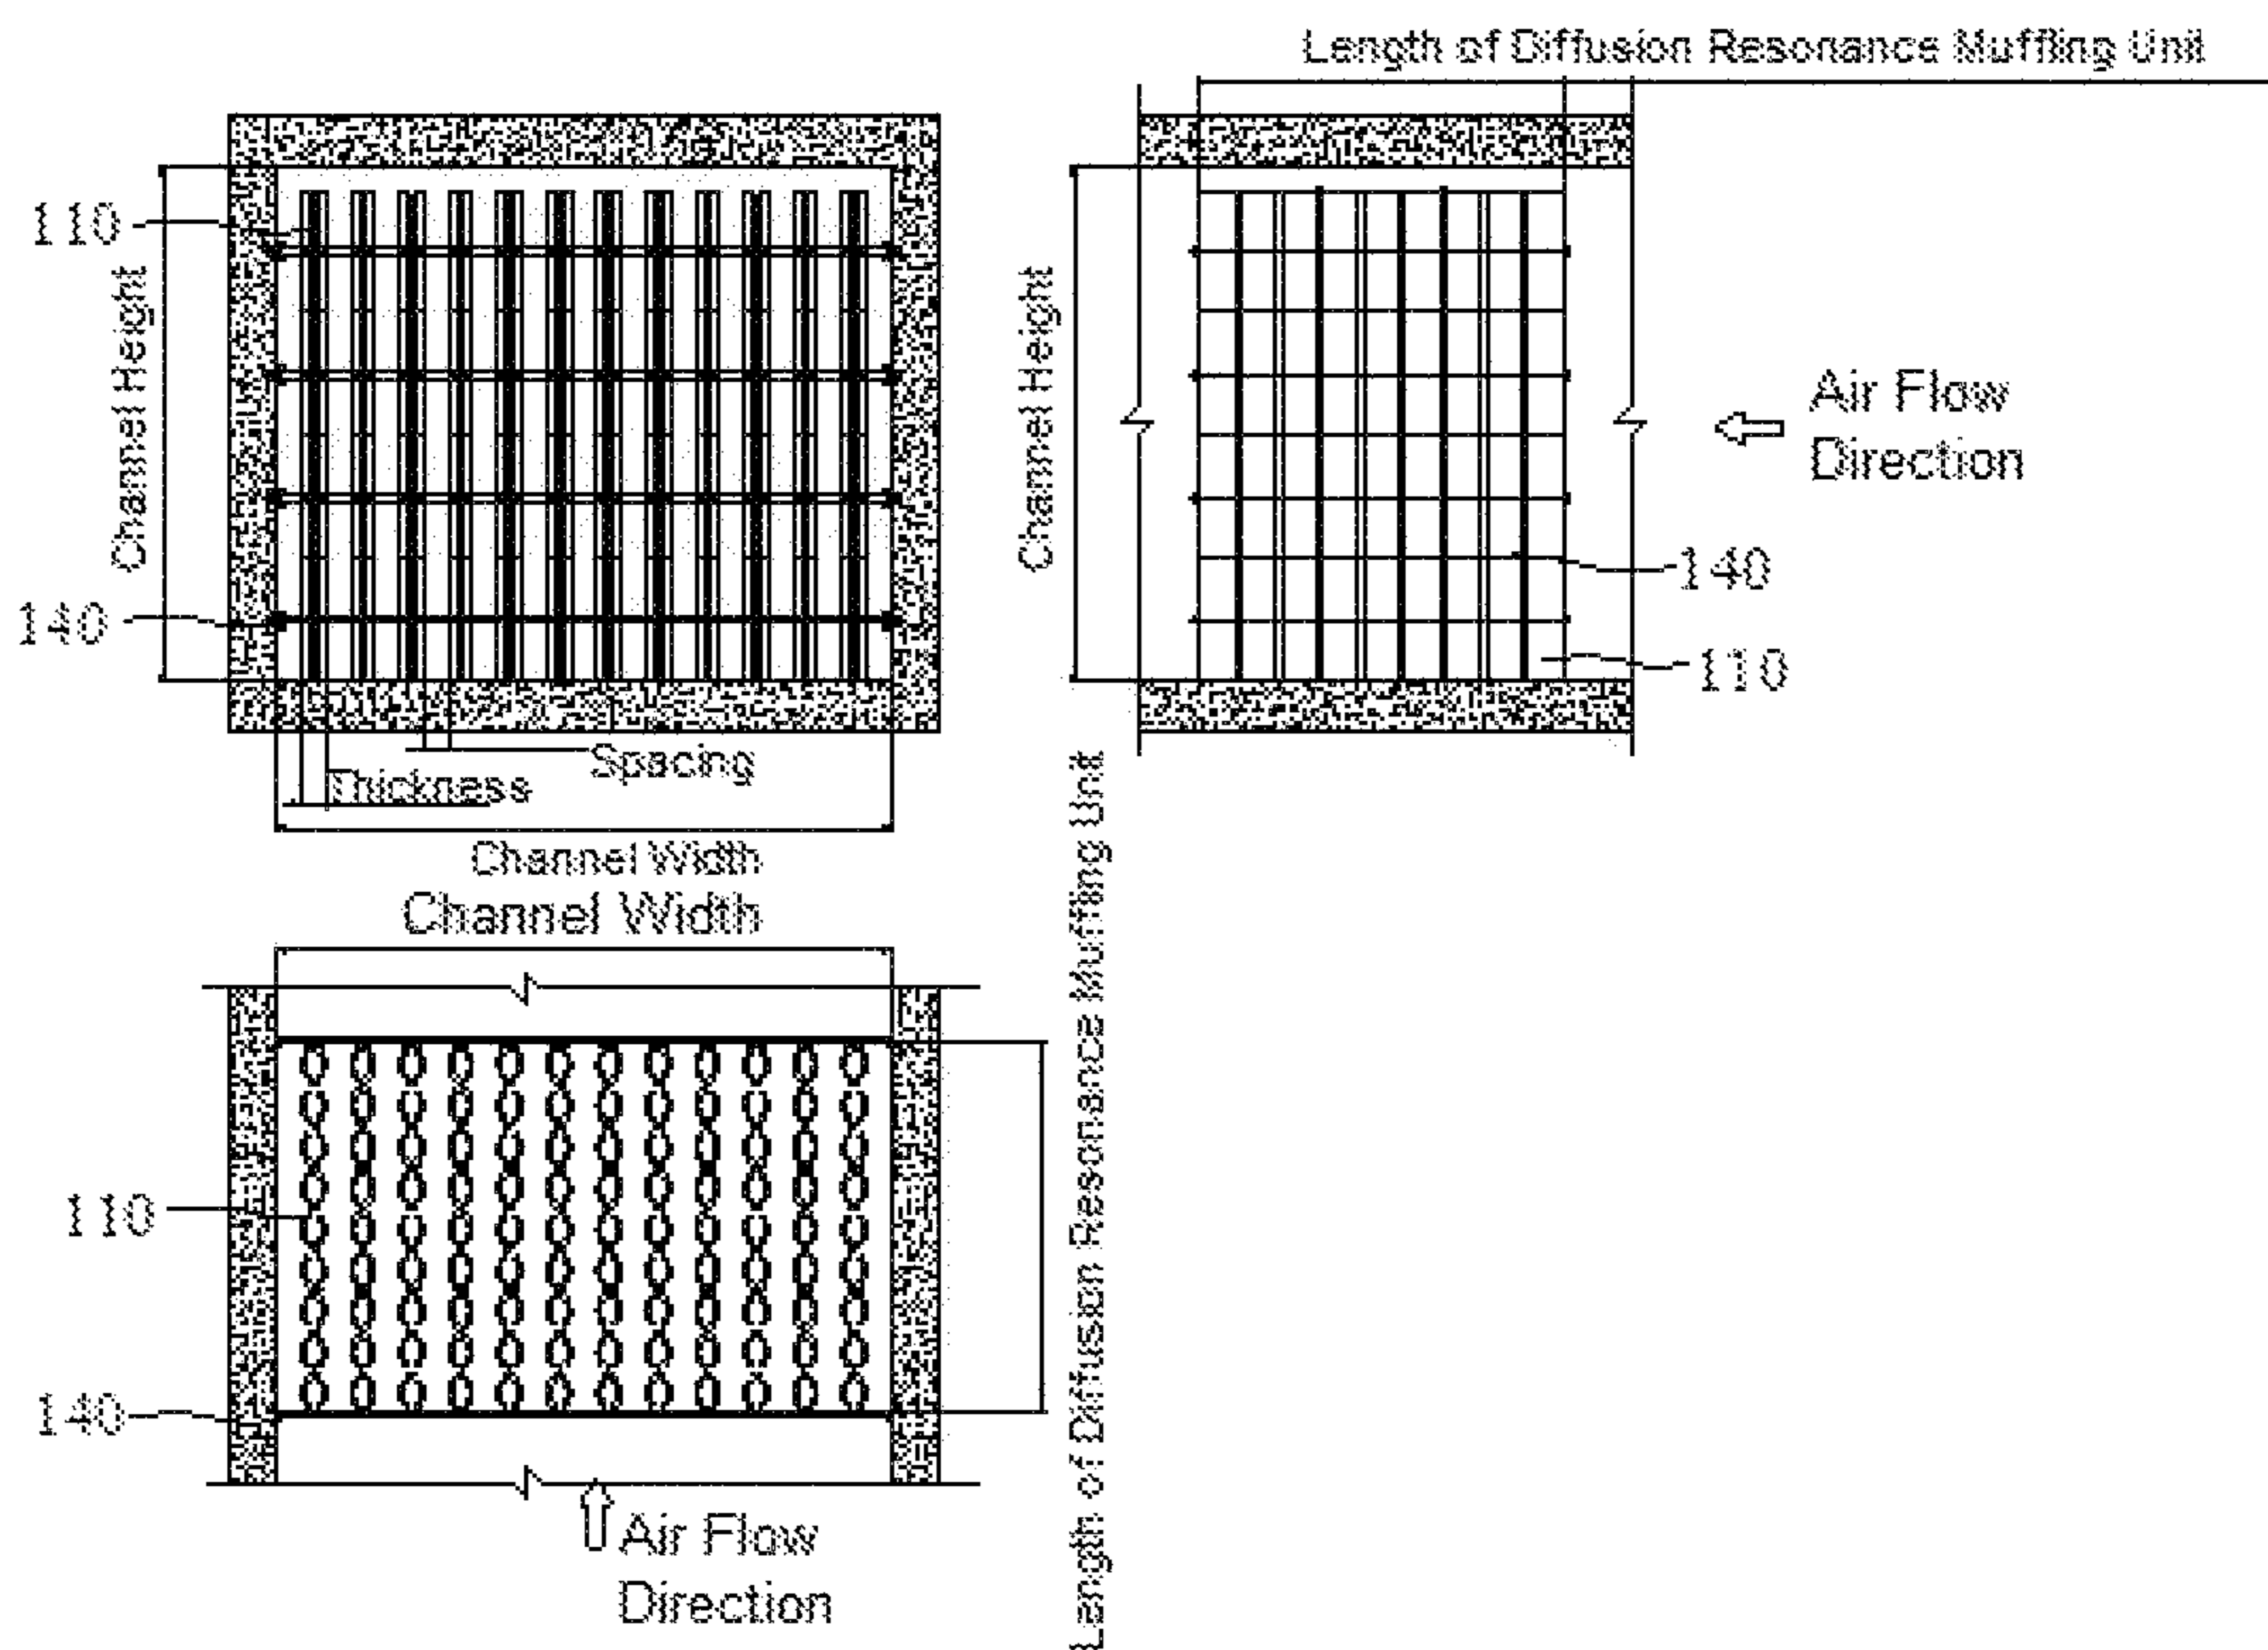 Length of Diffusion Resonance Muffling Unit
110
Channel Height
140
Thickness
Spacing
Channel Width
Channel Height
Air Flow
Direction
140
110
Channel Width
110
140
Air Flow
Direction
Length of Diffusion Resonance Muffling Unit